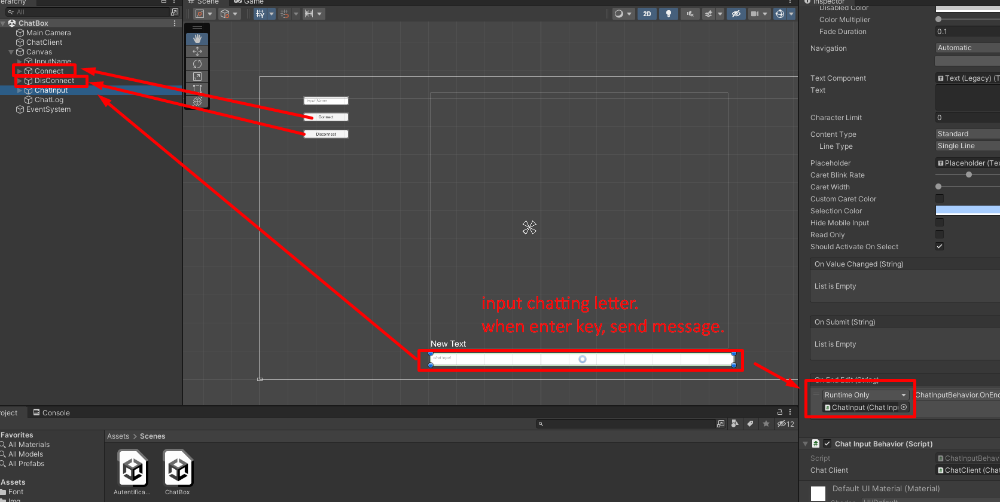 erarchy
Scene
Game
Inspector
All
ChatBox
Main Camera
ChatClient
Canvas
InputName
Connect
DisConnect
ChatInput
ChatLog
EventSystem
2D
Input Name
Connect
Disconnect
input chatting letter.
when enter key, send message.
New Text
chat input
Disabled Color
Color Multiplier
Fade Duration
0.1
Navigation
Automatic
Text Component
Text (Legacy) (T
Text
Character Limit
0
Content Type
Standard
Line Type
Single Line
Placeholder
Placeholder (Tex
Caret Blink Rate
Caret Width
Custom Caret Color
Selection Color
Hide Mobile Input
Read Only
Should Activate On Select
On Value Changed (String)
List is Empty
On Submit (String)
List is Empty
On End Edit (String)
Runtime Only
ChatInputBehavior.OnEnd
ChatInput (Chat Inpu
Chat Input Behavior (Script)
Script
ChatInputBehav
Chat Client
ChatClient (Chat
Default UI Material (Material)
Shader
UI/Default
roject
Console
12
Favorites
All Materials
All Models
All Prefabs
Assets
Font
Img
Assets > Scenes
Autentifica...
ChatBox